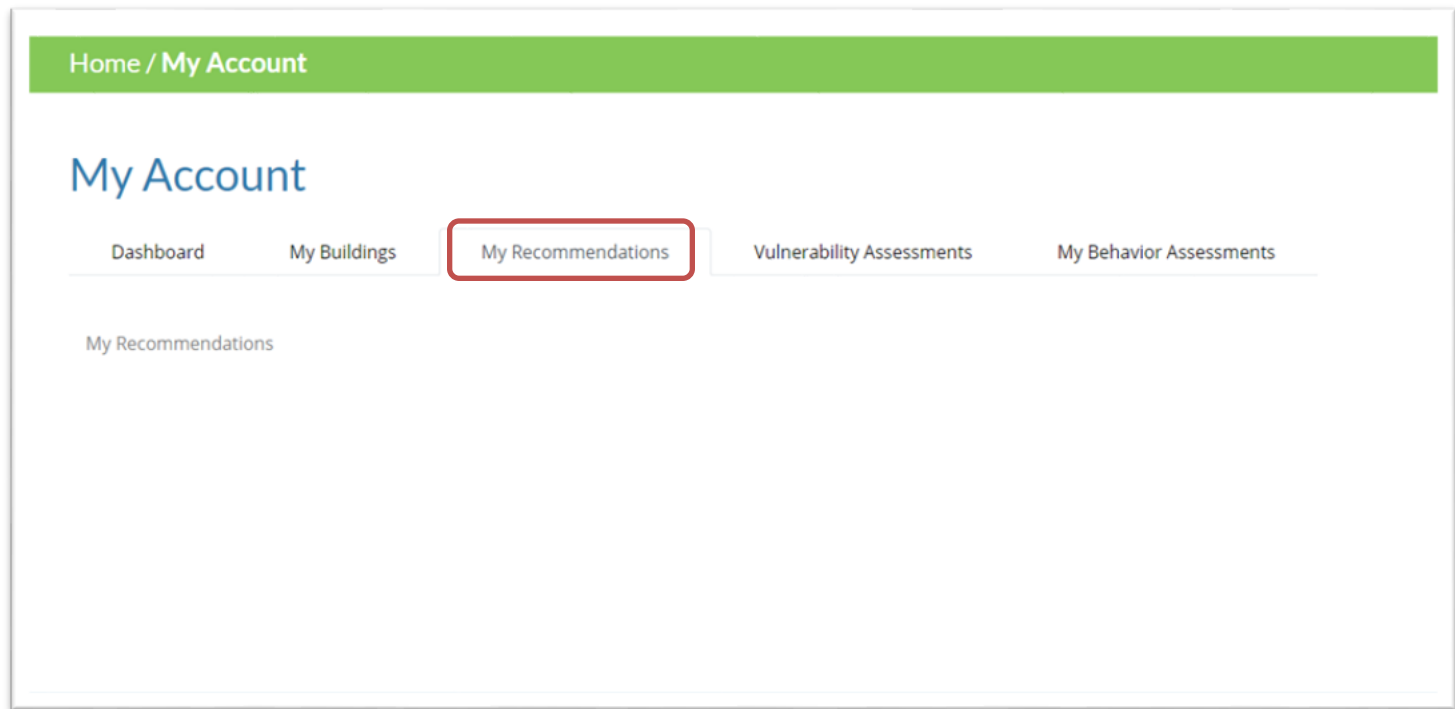 Home / My Account
My Account
Dashboard My Buildings My Recommendations Vulnerability Assessments My Behavior Assessments
My Recommendations